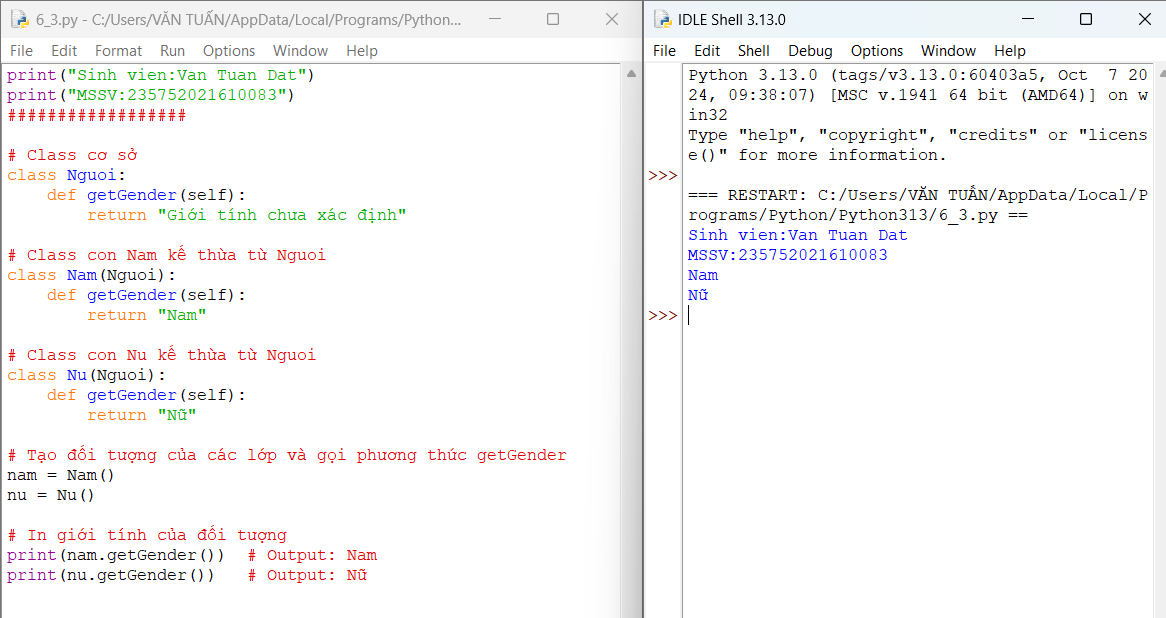 6_3.py - C:/Users/VĂN TUẤN/AppData/Local/Programs/Python...
File Edit Format Run Options Window Help
print("Sinh vien:Van Tuan Dat")
print("MSSV:235752021610083")
##################
# Class cơ sở
class Nguoi:
    def getGender(self):
        return "Giới tính chưa xác định"
# Class con Nam kế thừa từ Nguoi
class Nam(Nguoi):
    def getGender(self):
        return "Nam"
# Class con Nu kế thừa từ Nguoi
class Nu(Nguoi):
    def getGender(self):
        return "Nữ"
# Tạo đối tượng của các lớp và gọi phương thức getGender
nam = Nam()
nu = Nu()
# In giới tính của đối tượng
print(nam.getGender())  # Output: Nam
print(nu.getGender())   # Output: Nữ
IDLE Shell 3.13.0
File Edit Shell Debug Options Window Help
Python 3.13.0 (tags/v3.13.0:60403a5, Oct  7 20
24, 09:38:07) [MSC v.1941 64 bit (AMD64)] on w
in32
Type "help", "copyright", "credits" or "licens
e()" for more information.
>>>
=== RESTART: C:/Users/VĂN TUẤN/AppData/Local/P
rograms/Python/Python313/6_3.py ==
Sinh vien:Van Tuan Dat
MSSV:235752021610083
Nam
Nữ
>>>